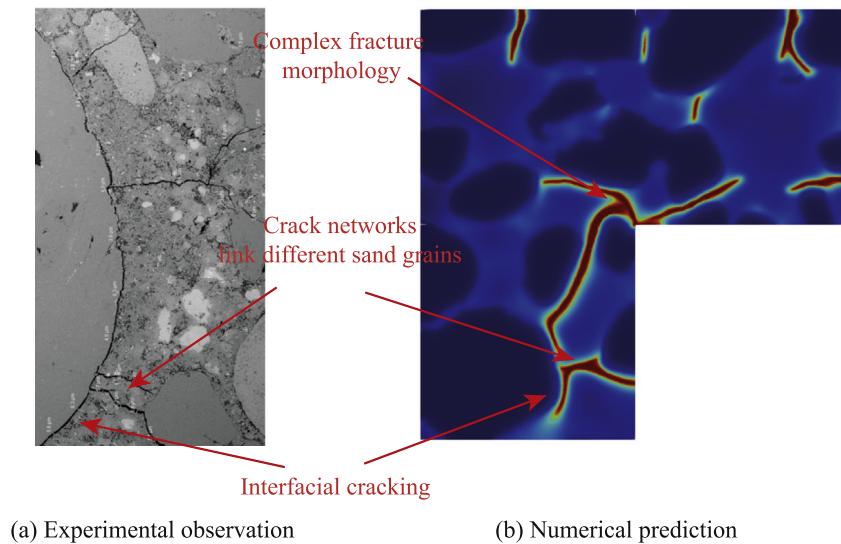 Complex fracture
morphology
Crack networks
link different sand grains
Interfacial cracking
(a) Experimental observation
(b) Numerical prediction